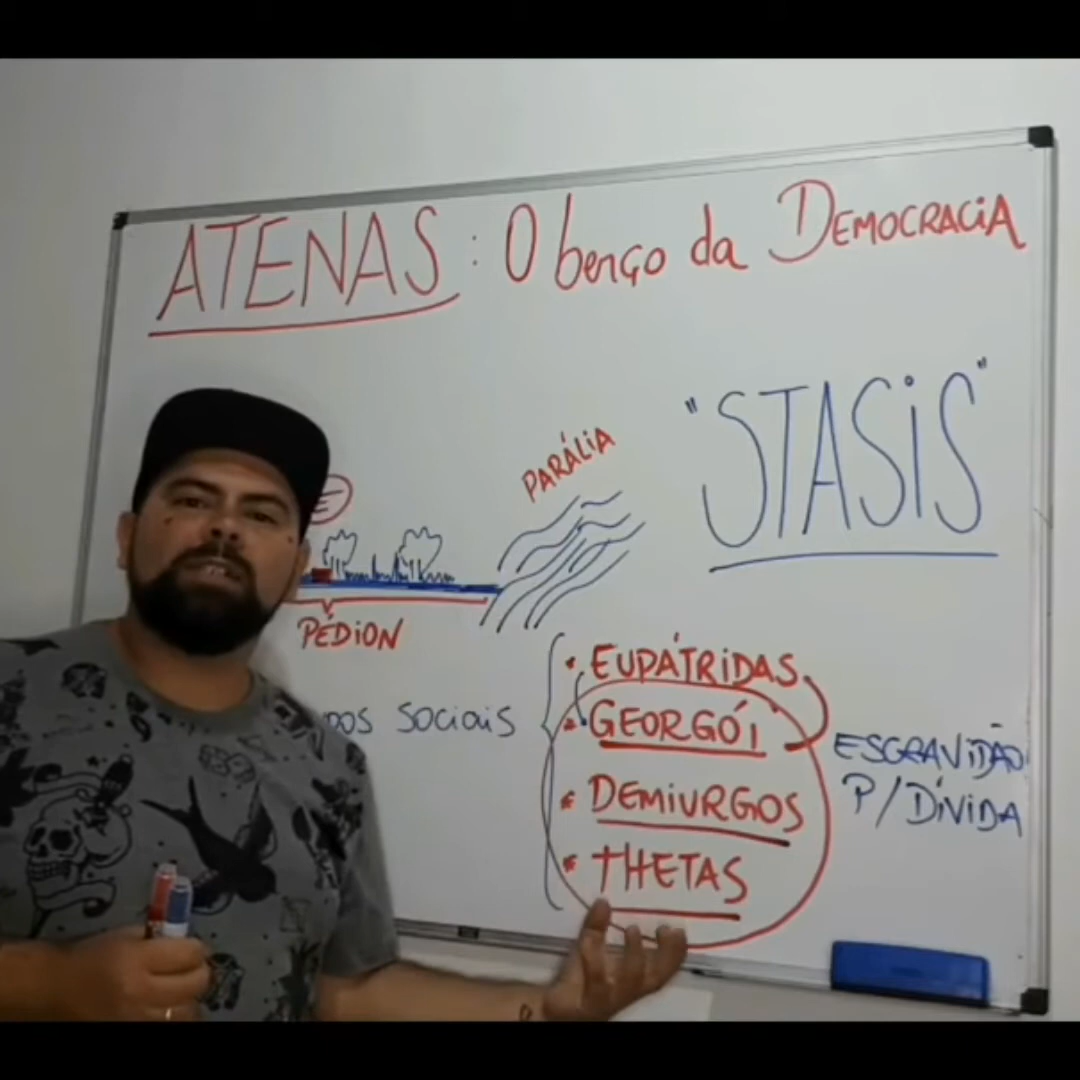 ATENAS: O berço da DEMOCRACIA
"STASIS"
PARÁLIA
PÉDION
SOCIAIS
• EUPÁTRIDAS
• GEORGÓI
• DEMIURGOS
• THETAS
ESCRAVIDÃO
P/DÍVIDA